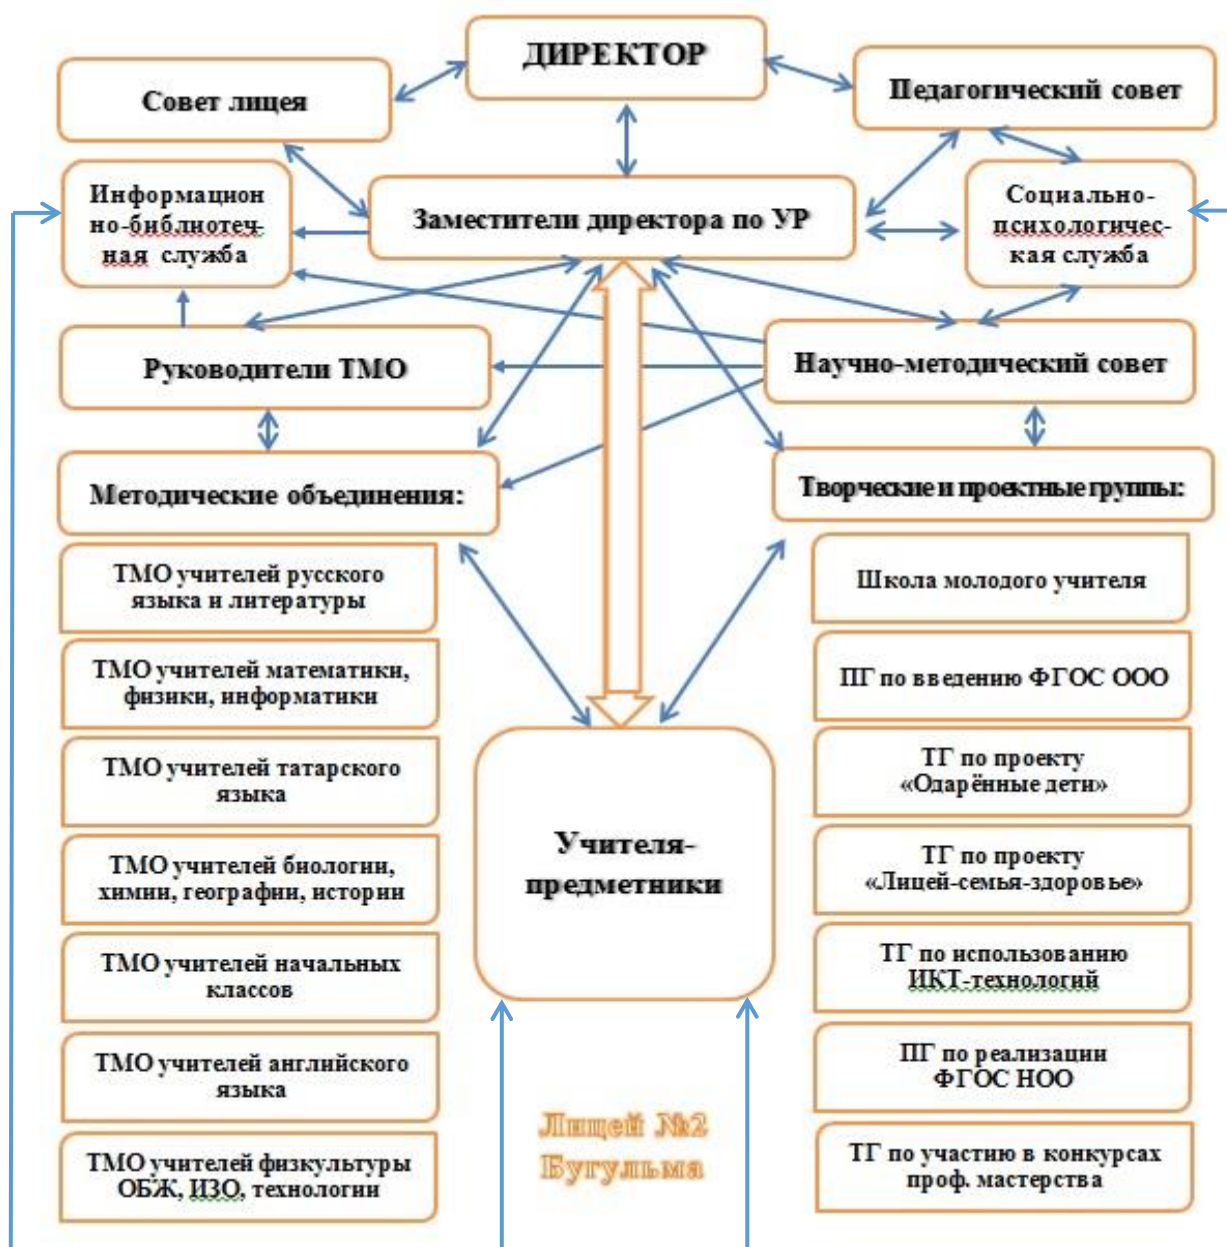 ДИРЕКТОР
Совет лицея
Педагогический совет
Информацион
но-библиотеч-
ная служба
Заместители директора по УР
Социально-
психологичес-
кая служба
Руководители ТМО
Научно-методический совет
Методические объединения:
Творческие и проектные группы:
ТМО учителей русского
языка и литературы
ТМО учителей математики,
физики, информатики
ТМО учителей татарского
языка
ТМО учителей биологии,
химии, географии, истории
ТМО учителей начальных
классов
ТМО учителей английского
языка
ТМО учителей физкультуры
ОБЖ, ИЗО, технологии
Учителя-
предметники
Лицей №2
Бугульма
Школа молодого учителя
ПГ по введению ФГОС ООО
ТГ по проекту
«Одарённые дети»
ТГ по проекту
«Лицей-семья-здоровье»
ТГ по использованию
ИКТ-технологий
ПГ по реализации
ФГОС НОО
ТГ по участию в конкурсах
проф. мастерства